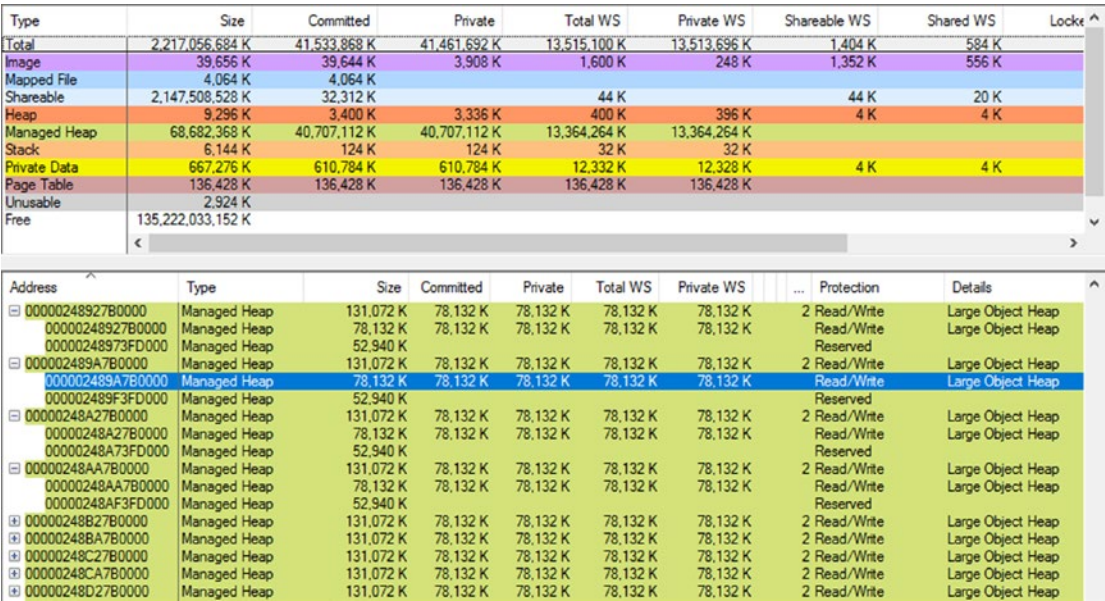 Type Size Committed Private Total WS Private WS Shareable WS Shared WS Locke
Total 2,217,056,684 K 41,533,868 K 41,461,692 K 13,515,100 K 13,513,696 K 1,404 K 584 K
Image 39,656 K 39,644 K 3,908 K 1,600 K 248 K 1,352 K 556 K
Mapped File 4,064 K 4,064 K
Shareable 2,147,508,528 K 32,312 K 44 K 44 K 20 K
Heap 9,296 K 3,400 K 3,336 K 400 K 396 K 4 K 4 K
Managed Heap 68,682,368 K 40,707,112 K 40,707,112 K 13,364,264 K 13,364,264 K
Stack 6,144 K 124 K 124 K 32 K 32 K
Private Data 667,276 K 610,784 K 610,784 K 12,332 K 12,328 K 4 K 4 K
Page Table 136,428 K 136,428 K 136,428 K 136,428 K 136,428 K
Unusable 2,924 K
Free 135,222,033,152 K
Address Type Size Committed Private Total WS Private WS ... Protection Details
00000248927B0000 Managed Heap 131,072 K 78,132 K 78,132 K 78,132 K 78,132 K 2 Read/Write Large Object Heap
00000248927B0000 Managed Heap 78,132 K 78,132 K 78,132 K 78,132 K 78,132 K Read/Write Large Object Heap
00000248973FD000 Managed Heap 52,940 K Reserved
000002489A7B0000 Managed Heap 131,072 K 78,132 K 78,132 K 78,132 K 78,132 K 2 Read/Write Large Object Heap
000002489A7B0000 Managed Heap 78,132 K 78,132 K 78,132 K 78,132 K 78,132 K Read/Write Large Object Heap
000002489F3FD000 Managed Heap 52,940 K Reserved
00000248A27B0000 Managed Heap 131,072 K 78,132 K 78,132 K 78,132 K 78,132 K 2 Read/Write Large Object Heap
00000248A27B0000 Managed Heap 78,132 K 78,132 K 78,132 K 78,132 K 78,132 K Read/Write Large Object Heap
00000248A73FD000 Managed Heap 52,940 K Reserved
00000248AA7B0000 Managed Heap 131,072 K 78,132 K 78,132 K 78,132 K 78,132 K 2 Read/Write Large Object Heap
00000248AA7B0000 Managed Heap 78,132 K 78,132 K 78,132 K 78,132 K 78,132 K Read/Write Large Object Heap
00000248AF3FD000 Managed Heap 52,940 K Reserved
00000248B27B0000 Managed Heap 131,072 K 78,132 K 78,132 K 78,132 K 78,132 K 2 Read/Write Large Object Heap
00000248BA7B0000 Managed Heap 131,072 K 78,132 K 78,132 K 78,132 K 78,132 K 2 Read/Write Large Object Heap
00000248C27B0000 Managed Heap 131,072 K 78,132 K 78,132 K 78,132 K 78,132 K 2 Read/Write Large Object Heap
00000248CA7B0000 Managed Heap 131,072 K 78,132 K 78,132 K 78,132 K 78,132 K 2 Read/Write Large Object Heap
00000248D27B0000 Managed Heap 131,072 K 78,132 K 78,132 K 78,132 K 78,132 K 2 Read/Write Large Object Heap